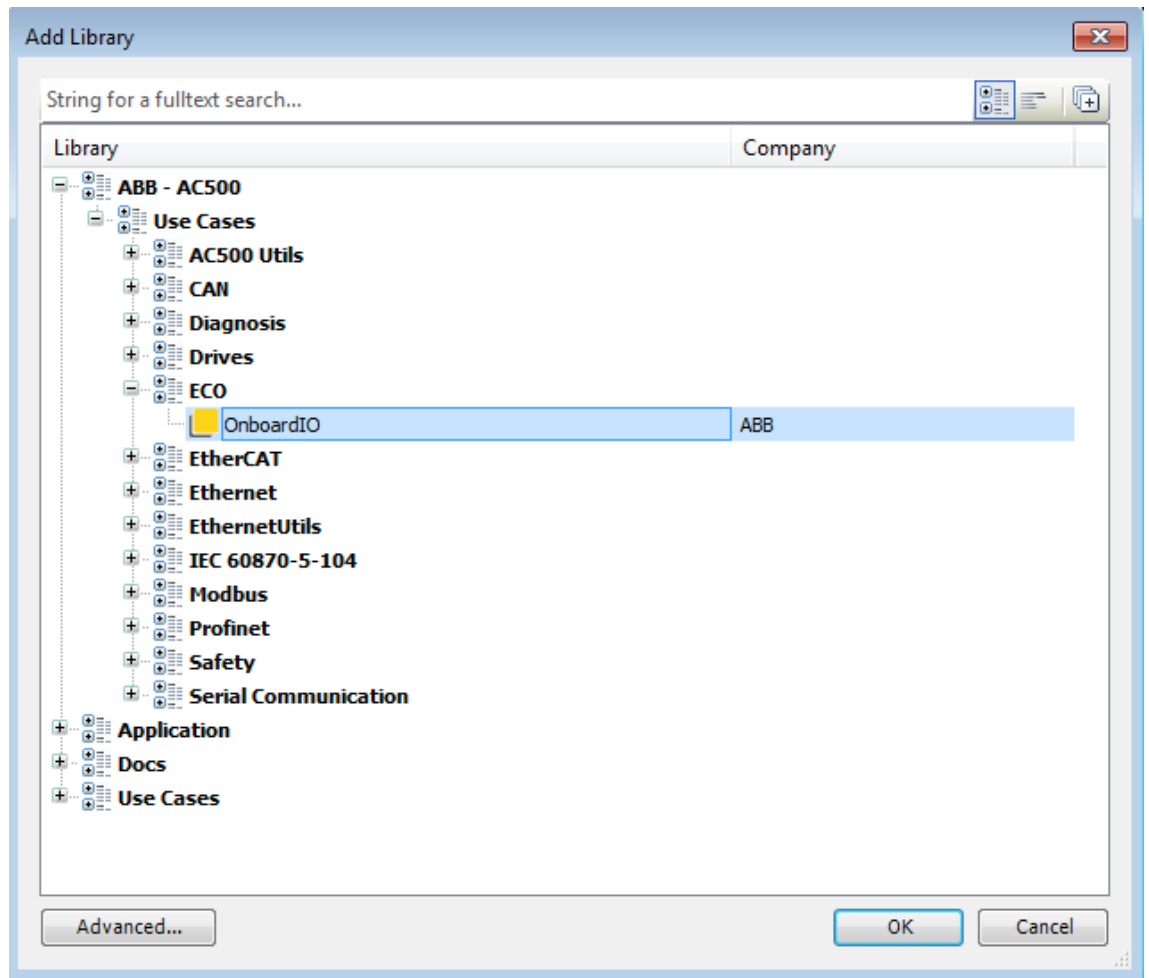 Add Library
String for a fulltext search...
Library Company
ABB - AC500
Use Cases
AC500 Utils
CAN
Diagnosis
Drives
ECO
OnboardIO ABB
EtherCAT
Ethernet
EthernetUtils
IEC 60870-5-104
Modbus
Profinet
Safety
Serial Communication
Application
Docs
Use Cases
Advanced... OK Cancel